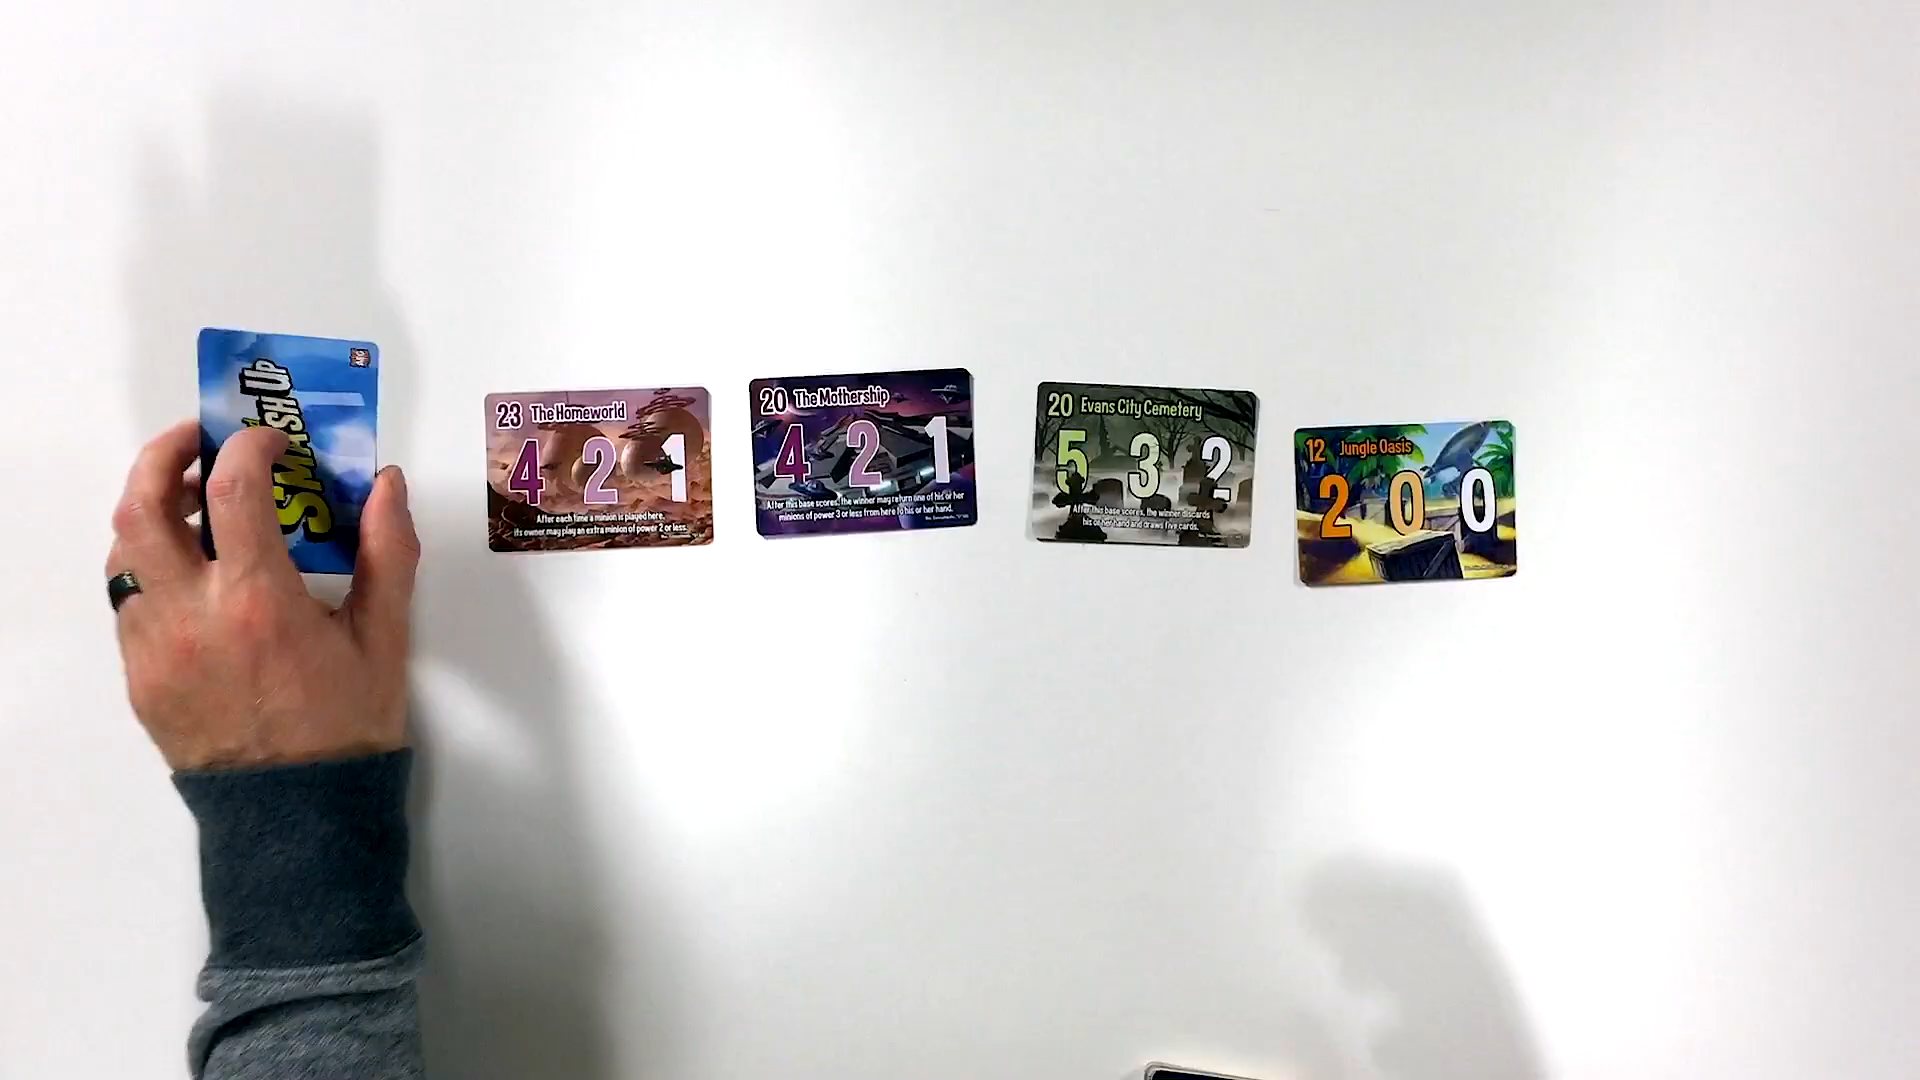 SMASH UP
AEG
23 The Homeworld
4 2 1
After each time a minion is played here,
its owner may play an extra minion of power 2 or less.
20 The Mothership
4 2 1
After this base scores, the winner may return one of his or her
minions of power 3 or less from here to his or her hand.
20 Evans City Cemetery
5 3 2
After this base scores, the winner discards
his or her hand and draws five cards.
12 Jungle Oasis
2 0 0